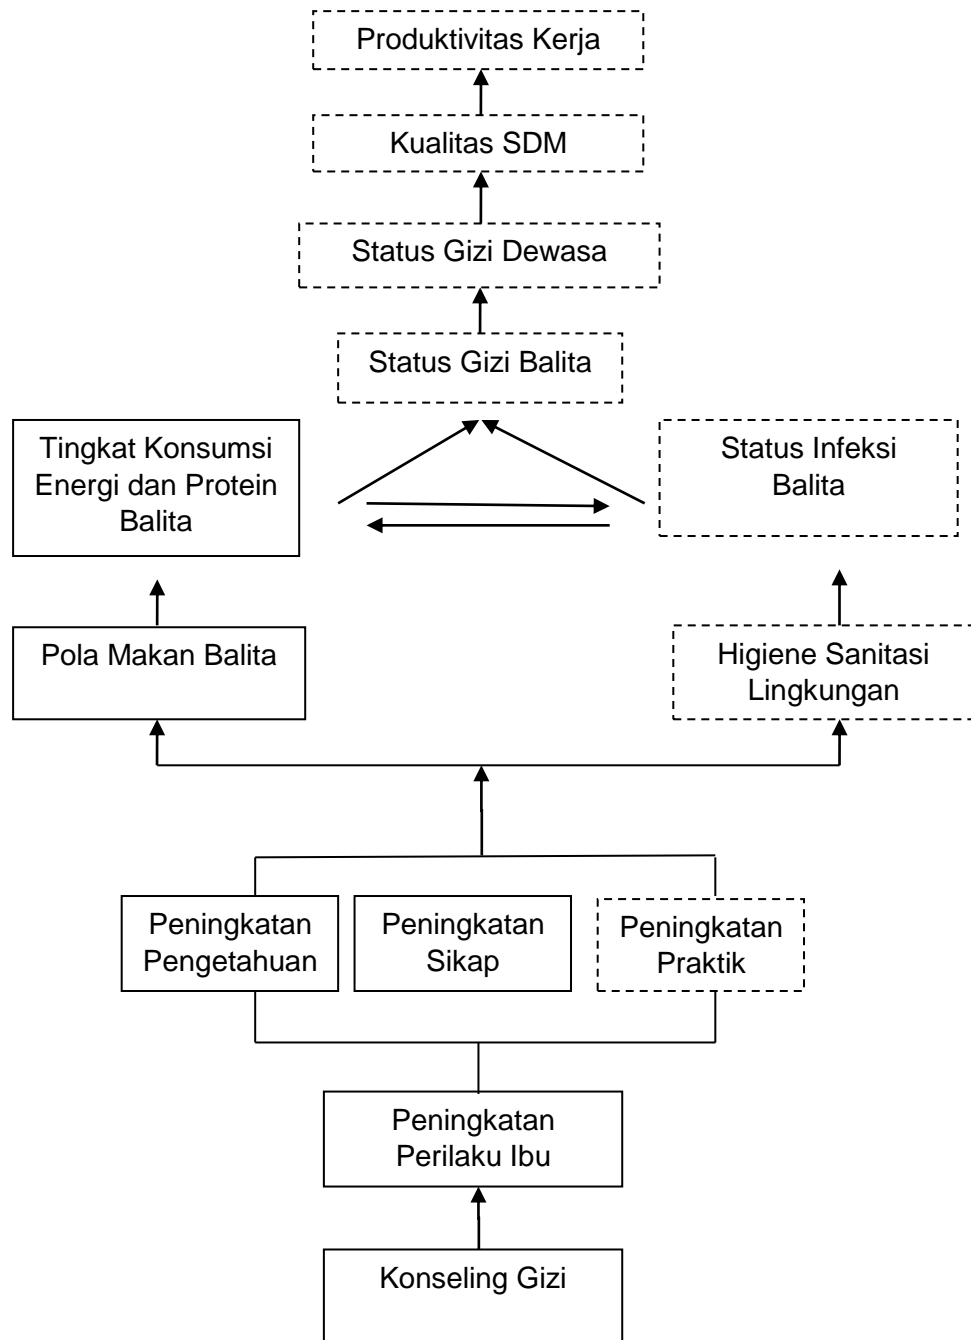 Produktivitas Kerja
Kualitas SDM
Status Gizi Dewasa
Status Gizi Balita
Tingkat Konsumsi
Energi dan Protein
Balita
Status Infeksi
Balita
Pola Makan Balita
Higiene Sanitasi
Lingkungan
Peningkatan
Pengetahuan
Peningkatan
Sikap
Peningkatan
Praktik
Peningkatan
Perilaku Ibu
Konseling Gizi